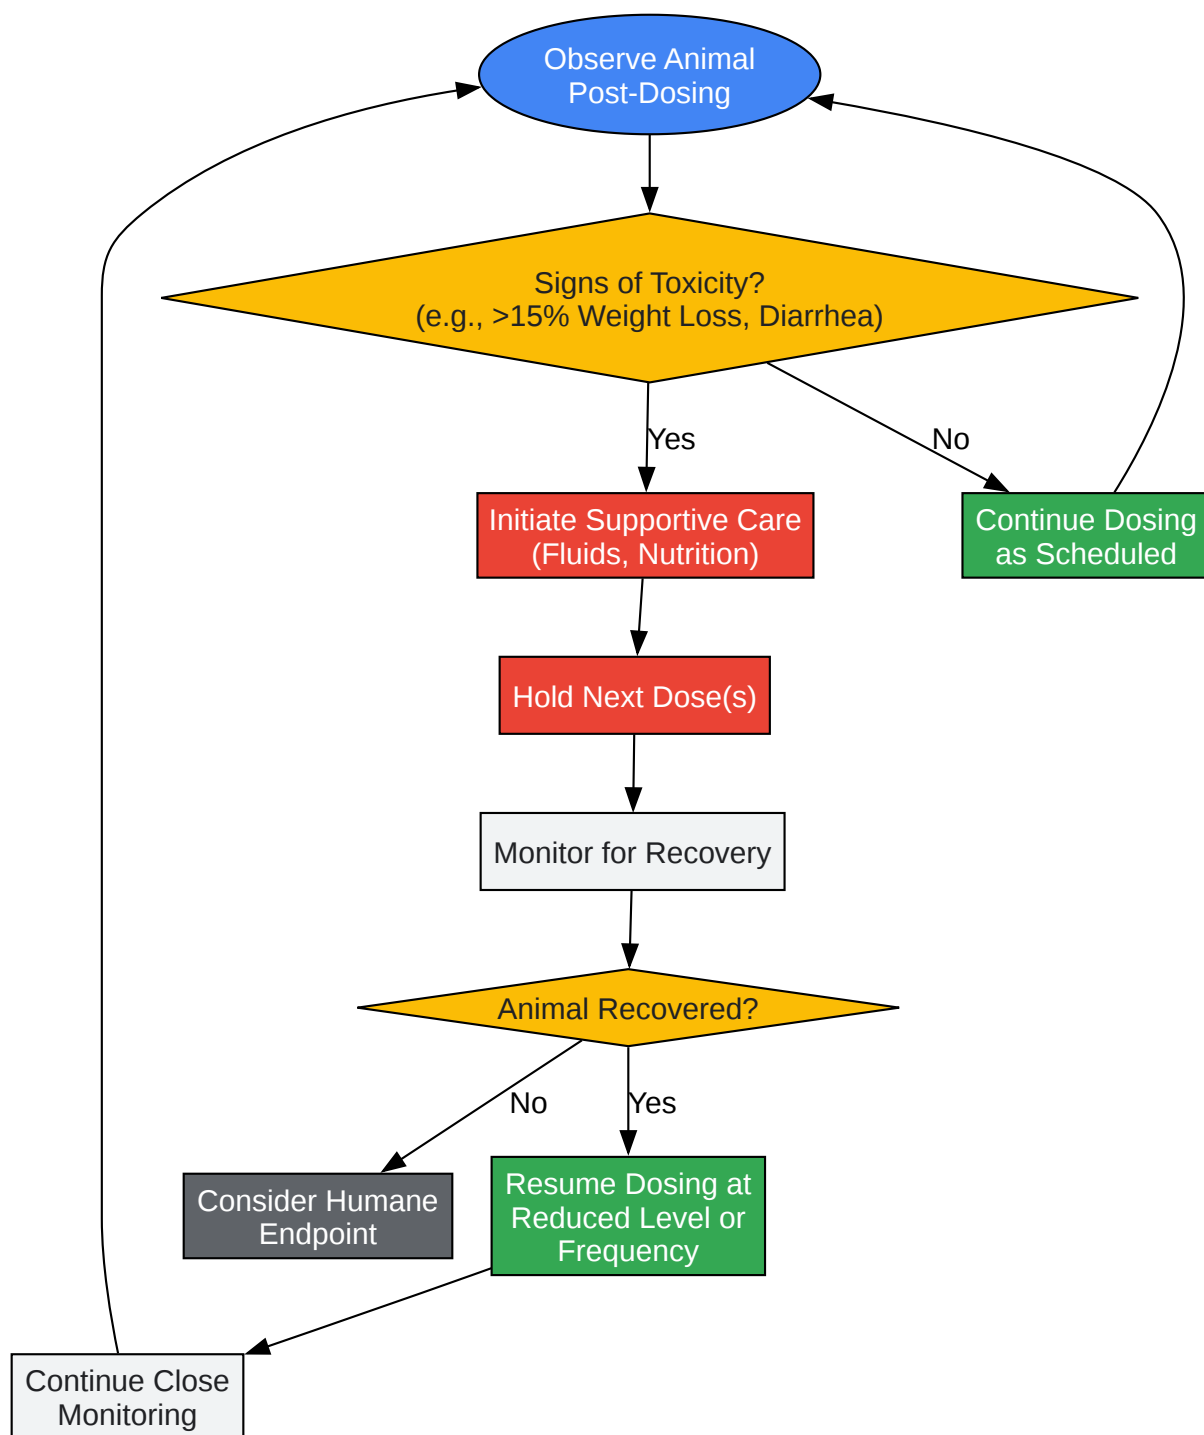 Observe Animal
Post-Dosing
Signs of Toxicity?
(e.g., >15% Weight Loss, Diarrhea)
Yes
No
Initiate Supportive Care
(Fluids, Nutrition)
Continue Dosing
as Scheduled
Hold Next Dose(s)
Monitor for Recovery
Animal Recovered?
No
Yes
Consider Humane
Endpoint
Resume Dosing at
Reduced Level or
Frequency
Continue Close
Monitoring